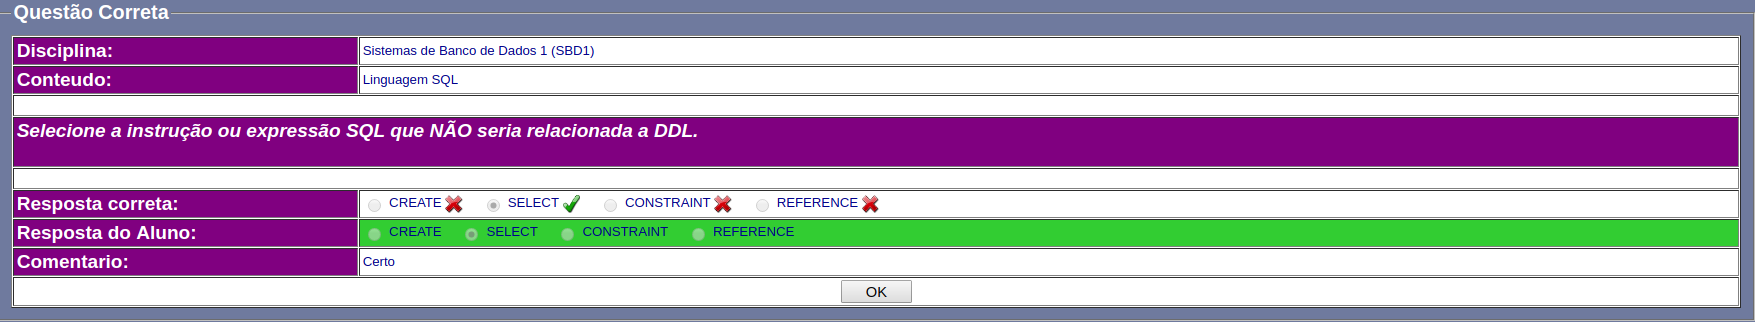 Questão Correta
Disciplina: Sistemas de Banco de Dados 1 (SBD1)
Conteudo: Linguagem SQL
Selecione a instrução ou expressão SQL que NÃO seria relacionada a DDL.
Resposta correta: CREATE SELECT CONSTRAINT REFERENCE
Resposta do Aluno: CREATE SELECT CONSTRAINT REFERENCE
Comentario: Certo
OK